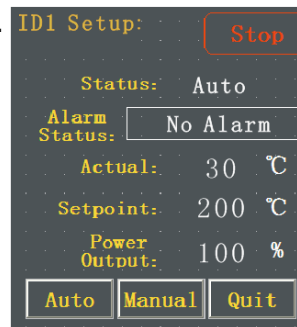 ID1 Setup:
Stop
Status: Auto
Alarm Status: No Alarm
Actual: 30 ℃
Setpoint: 200 ℃
Power Output: 100 %
Auto Manual Quit